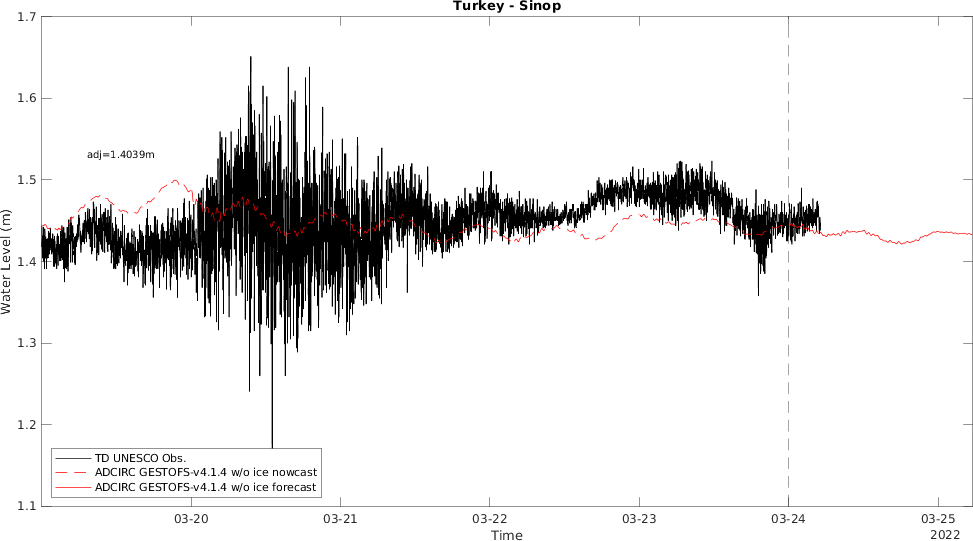 Turkey - Sinop
1.7
1.6
1.5
1.4
1.3
1.2
1.1
Water Level (m)
adj=1.4039m
TD UNESCO Obs.
ADCIRC GESTOFS-v4.1.4 w/o ice nowcast
ADCIRC GESTOFS-v4.1.4 w/o ice forecast
03-20 03-21 03-22 03-23 03-24 03-25
Time
2022